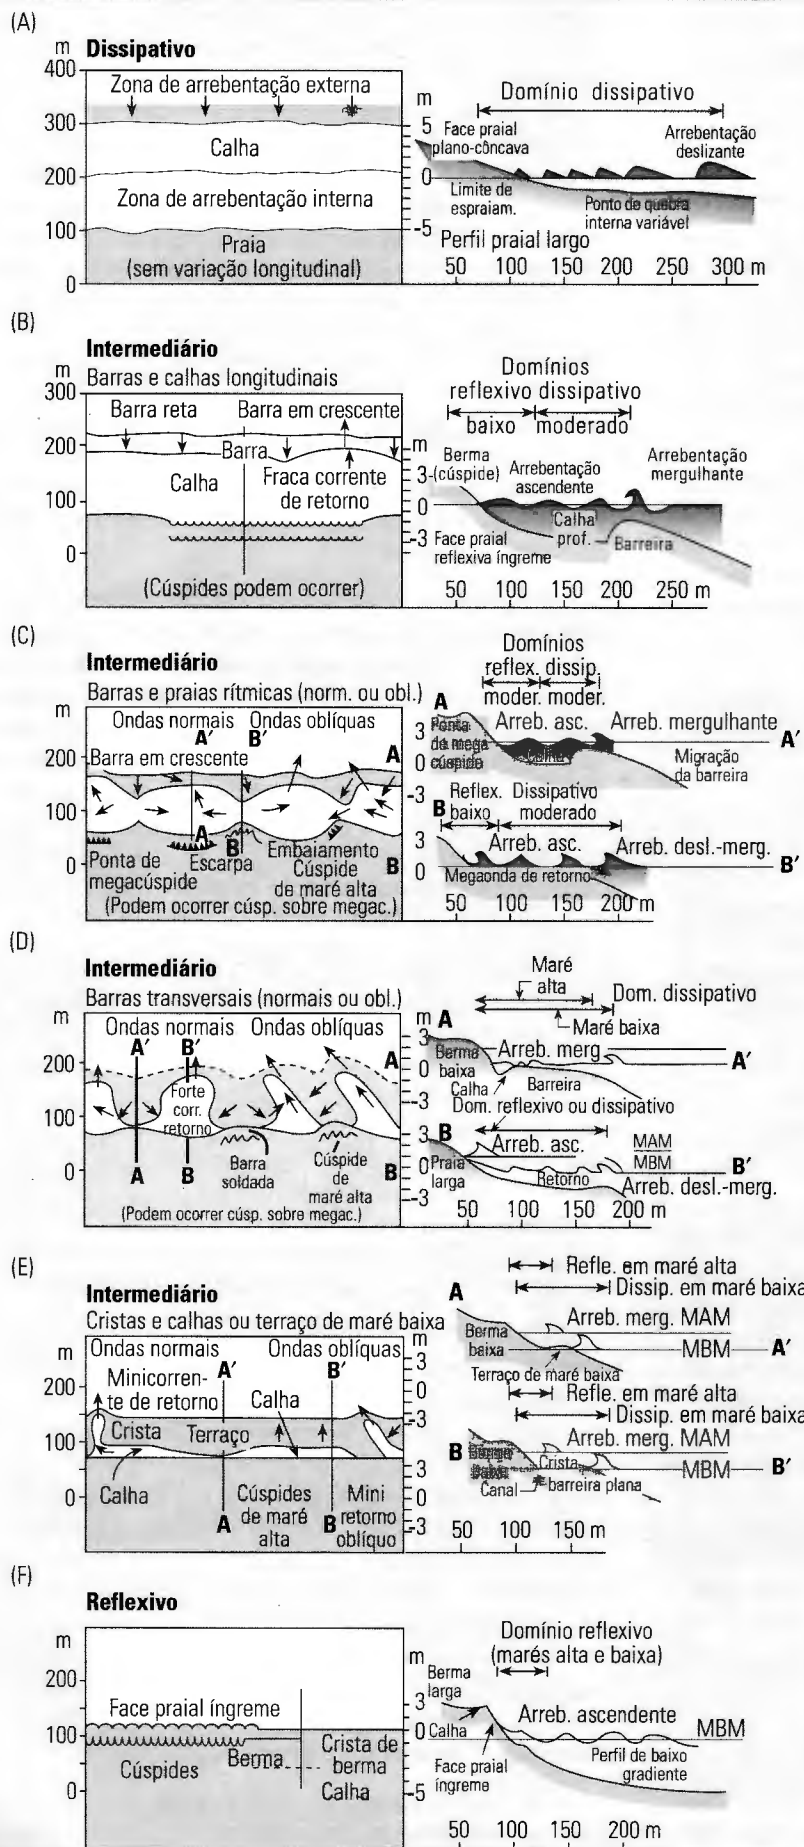 (A)
Dissipativo
m
400
300
200
100
0
Zona de arrebentação externa
Calha
Zona de arrebentação interna
Praia
(sem variação longitudinal)
m
5
0
-5
Domínio dissipativo
Face praial
plano-côncava
Arrebentação
deslizante
Limite de
espraiam.
Ponto de quebra
interna variável
Perfil praial largo
50 100 150 200 250 300 m
(B)
Intermediário
Barras e calhas longitudinais
m
300
200
100
0
Barra reta
Barra em crescente
Barra
Calha
Fraca corrente
de retorno
(Cúspides podem ocorrer)
m
3
0
-3
Domínios
reflexivo dissipativo
baixo moderado
Berma
(cúspide)
Arrebentação
ascendente
Arrebentação
mergulhante
Face praial
reflexiva íngreme
Calha
prof.
Barreira
50 100 150 200 250 m
(C)
Intermediário
Barras e praias rítmicas (norm. ou obl.)
m
200
100
0
Ondas normais
Ondas oblíquas
A'
B'
A
Barra em crescente
A
B
B
Ponta de
megacúspide
Escarpa
Embaiamento
Cúspide
de maré alta
(Podem ocorrer cúsp. sobre megac.)
Domínios
reflex. dissip.
moder. moder.
A
3
0
-3
Ponta
de mega
cúspide
Arreb. asc.
Arreb. mergulhante
A'
Calha
Migração
da barreira
B
Reflex.
baixo
Dissipativo
moderado
3
0
Arreb. asc.
Arreb. desl.-merg.
B'
Megaonda de retorno
50 100 150 200 m
(D)
Intermediário
Barras transversais (normais ou obl.)
m
200
100
0
Ondas normais
Ondas oblíquas
A'
B'
A
Forte
corr.
retorno
A
B
B
Barra
soldada
Cúspide
de
maré alta
(Podem ocorrer cúsp. sobre megac.)
m
3
0
-3
3
0
-3
Maré
alta
Dom. dissipativo
Maré baixa
A
Berma
baixa
Arreb. merg
A'
Calha
Barreira
Dom. reflexivo ou dissipativo
B
Praia
larga
Arreb. asc.
MAM
MBM
B'
Retorno
Arreb. desl.-merg.
50 100 150 200 m
(E)
Intermediário
Cristas e calhas ou terraço de maré baixa
m
200
100
0
Ondas normais
Ondas oblíquas
A'
B'
Minicorren-
te de retorno
Calha
Crista
Terraço
Calha
A
B
Cúspides
de maré
alta
Mini
retorno
oblíquo
m
3
0
-3
3
0
-3
Refle. em maré alta
Dissip. em maré baixa
A
Berma
baixa
Arreb. merg. MAM
MBM
A'
Terraço de maré baixa
Refle. em maré alta
Dissip. em maré baixa
B
Berma
baixa
Arreb. merg. MAM
Crista
MBM
B'
Canal
barreira plana
50 100 150 m
(F)
Reflexivo
m
200
100
0
Face praial íngreme
Cúspides
Berma
Crista de
berma
Calha
m
3
0
-5
Domínio reflexivo
(marés alta e baixa)
Berma
larga
Calha
Arreb. ascendente
MBM
Face praial
íngreme
Perfil de baixo
gradiente
50 100 150 200 m